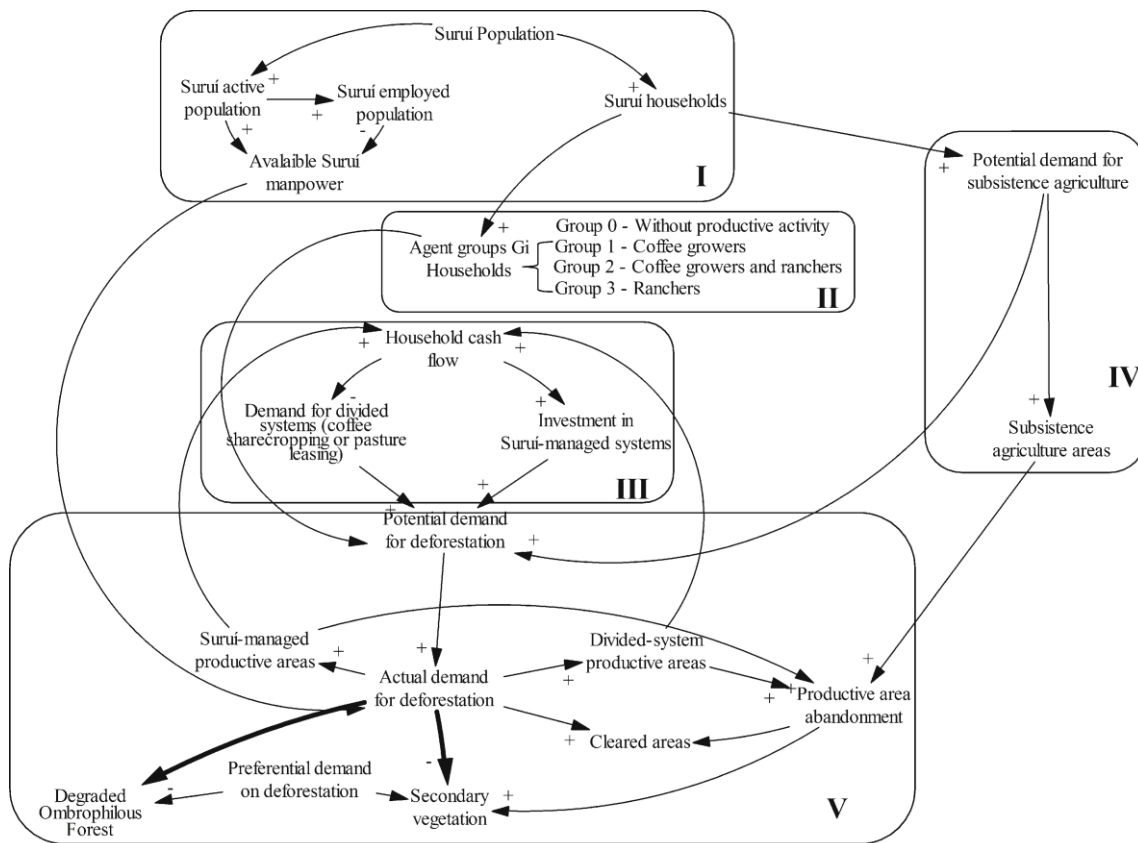 Suruí Population
+
+
Suruí active
population
Suruí employed
population
Suruí households
+
+
-
Avalaible Suruí
manpower
I
+
Potential demand for
subsistence agriculture
+
Agent groups Gi
Households
Group 0 - Without productive activity
Group 1 - Coffee growers
Group 2 - Coffee growers and ranchers
Group 3 - Ranchers
II
+
Household cash
flow
+
-
Demand for divided
systems (coffee
sharecropping or pasture
leasing)
+
Investment in
Suruí-managed systems
III
IV
+
Subsistence
agriculture areas
+
+
Potential demand
for deforestation
+
Suruí-managed
productive areas
+
+
Actual demand
for deforestation
Divided-system
productive areas
+
+
+
+
Productive area
abandonment
+
Cleared areas
-
Preferential demand
on deforestation
-
Degraded
Ombrophilous
Forest
Secondary
vegetation
+
V